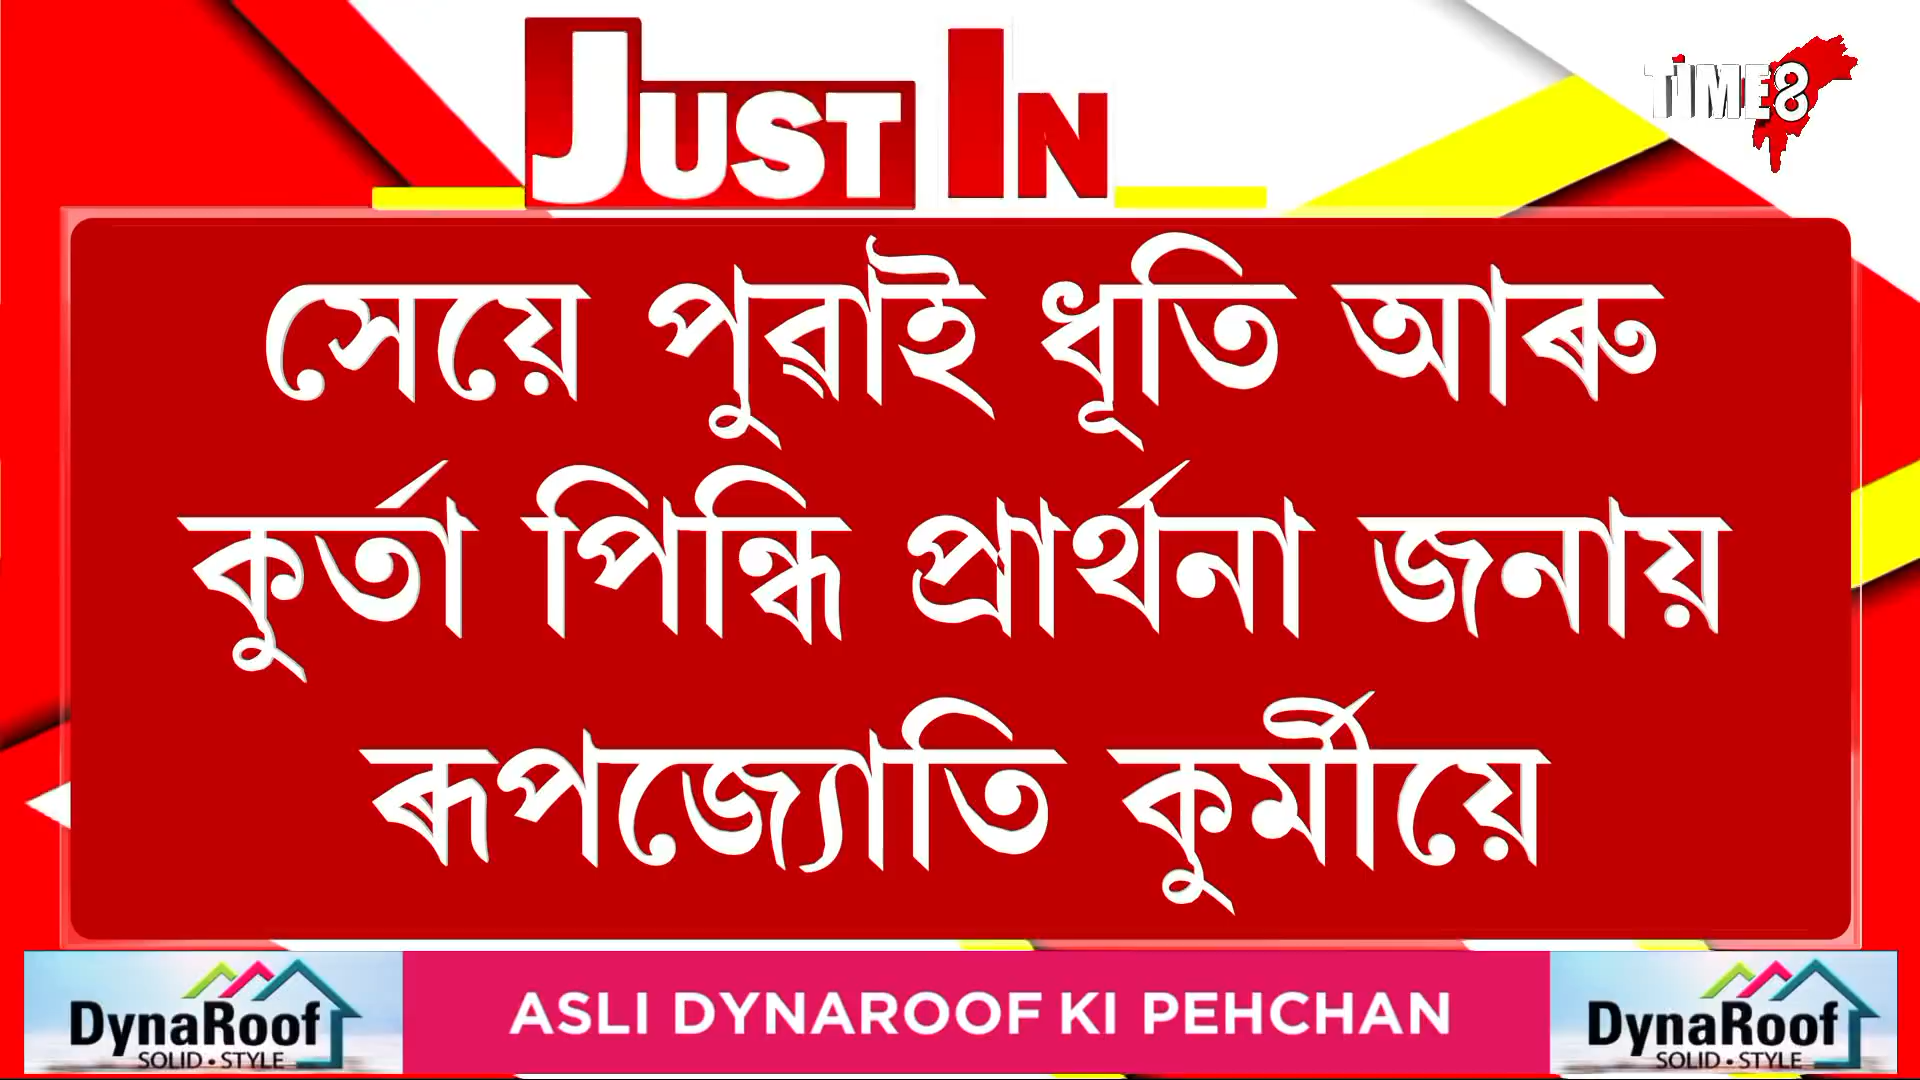 JUST IN
TIME8
সেয়ে পুৱাই ধূতি আৰু
কুৰ্তা পিন্ধি প্ৰাৰ্থনা জনায়
ৰূপজ্যোতি কুৰ্মীয়ে
DynaRoof
SOLID • STYLE
ASLI DYNAROOF KI PEHCHAN
DynaRoof
SOLID • STYLE